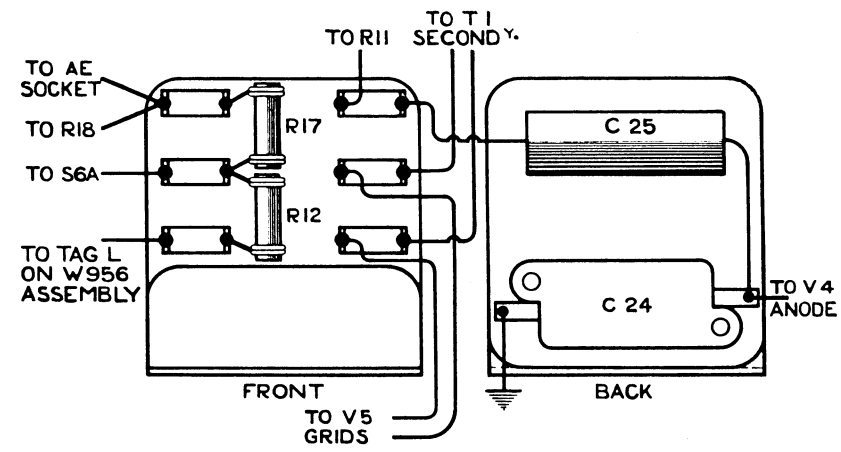 TO AE
SOCKET
TO R18
TO S6A
TO TAG L
ON W956
ASSEMBLY
R17
R12
TO R11
TO T1
SECONDY.
FRONT
TO V5
GRIDS
C 25
C 24
TO V4
ANODE
BACK